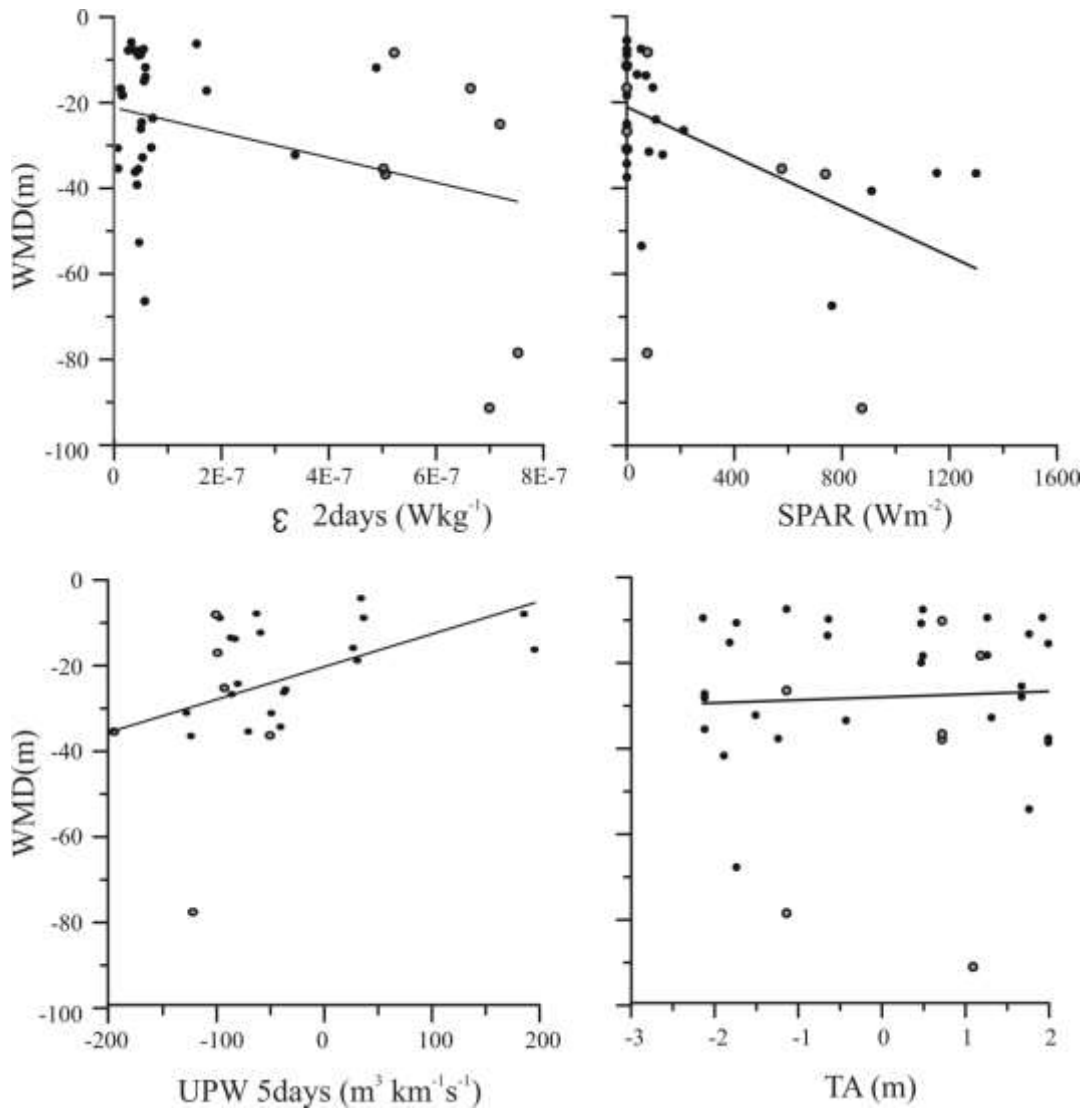 0
-20
-40
-60
-80
-100
WMD(m)
0 2E-7 4E-7 6E-7 8E-7
ε 2days (Wkg-1)
0 400 800 1200 1600
SPAR (Wm-2)
0
-20
-40
-60
-80
-100
WMD(m)
-200 -100 0 100 200
UPW 5days (m3 km-1s-1)
-3 -2 -1 0 1 2
TA (m)